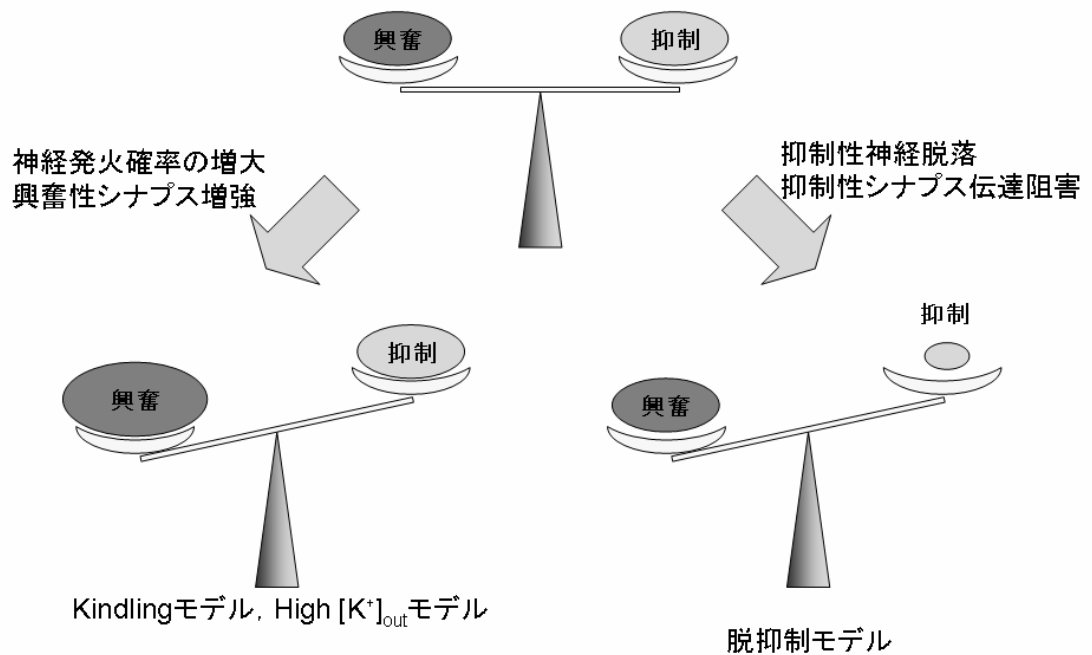 興奮
抑制
神経発火確率の増大
興奮性シナプス増強
抑制性神経脱落
抑制性シナプス伝達阻害
興奮
抑制
興奮
抑制
Kindlingモデル, High [K⁺]outモデル
脱抑制モデル